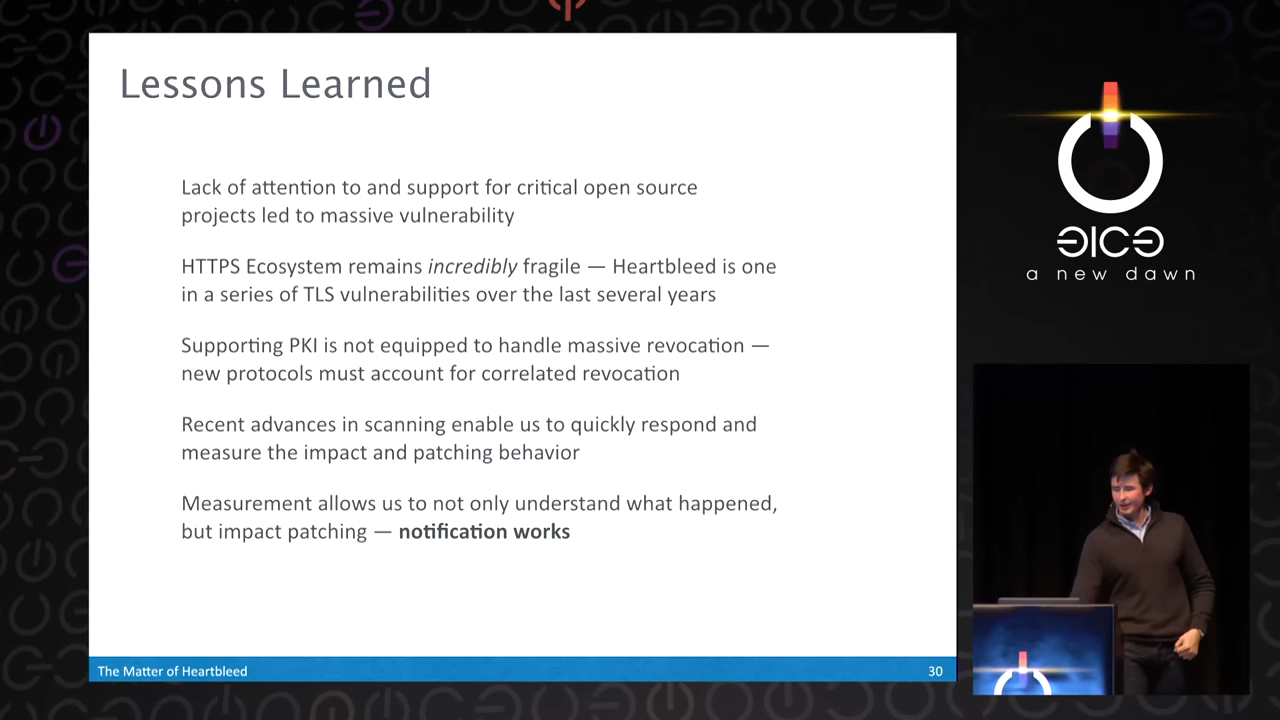 Lessons Learned
Lack of attention to and support for critical open source
projects led to massive vulnerability
HTTPS Ecosystem remains incredibly fragile — Heartbleed is one
in a series of TLS vulnerabilities over the last several years
Supporting PKI is not equipped to handle massive revocation —
new protocols must account for correlated revocation
Recent advances in scanning enable us to quickly respond and
measure the impact and patching behavior
Measurement allows us to not only understand what happened,
but impact patching — notification works
The Matter of Heartbleed
30
a new dawn